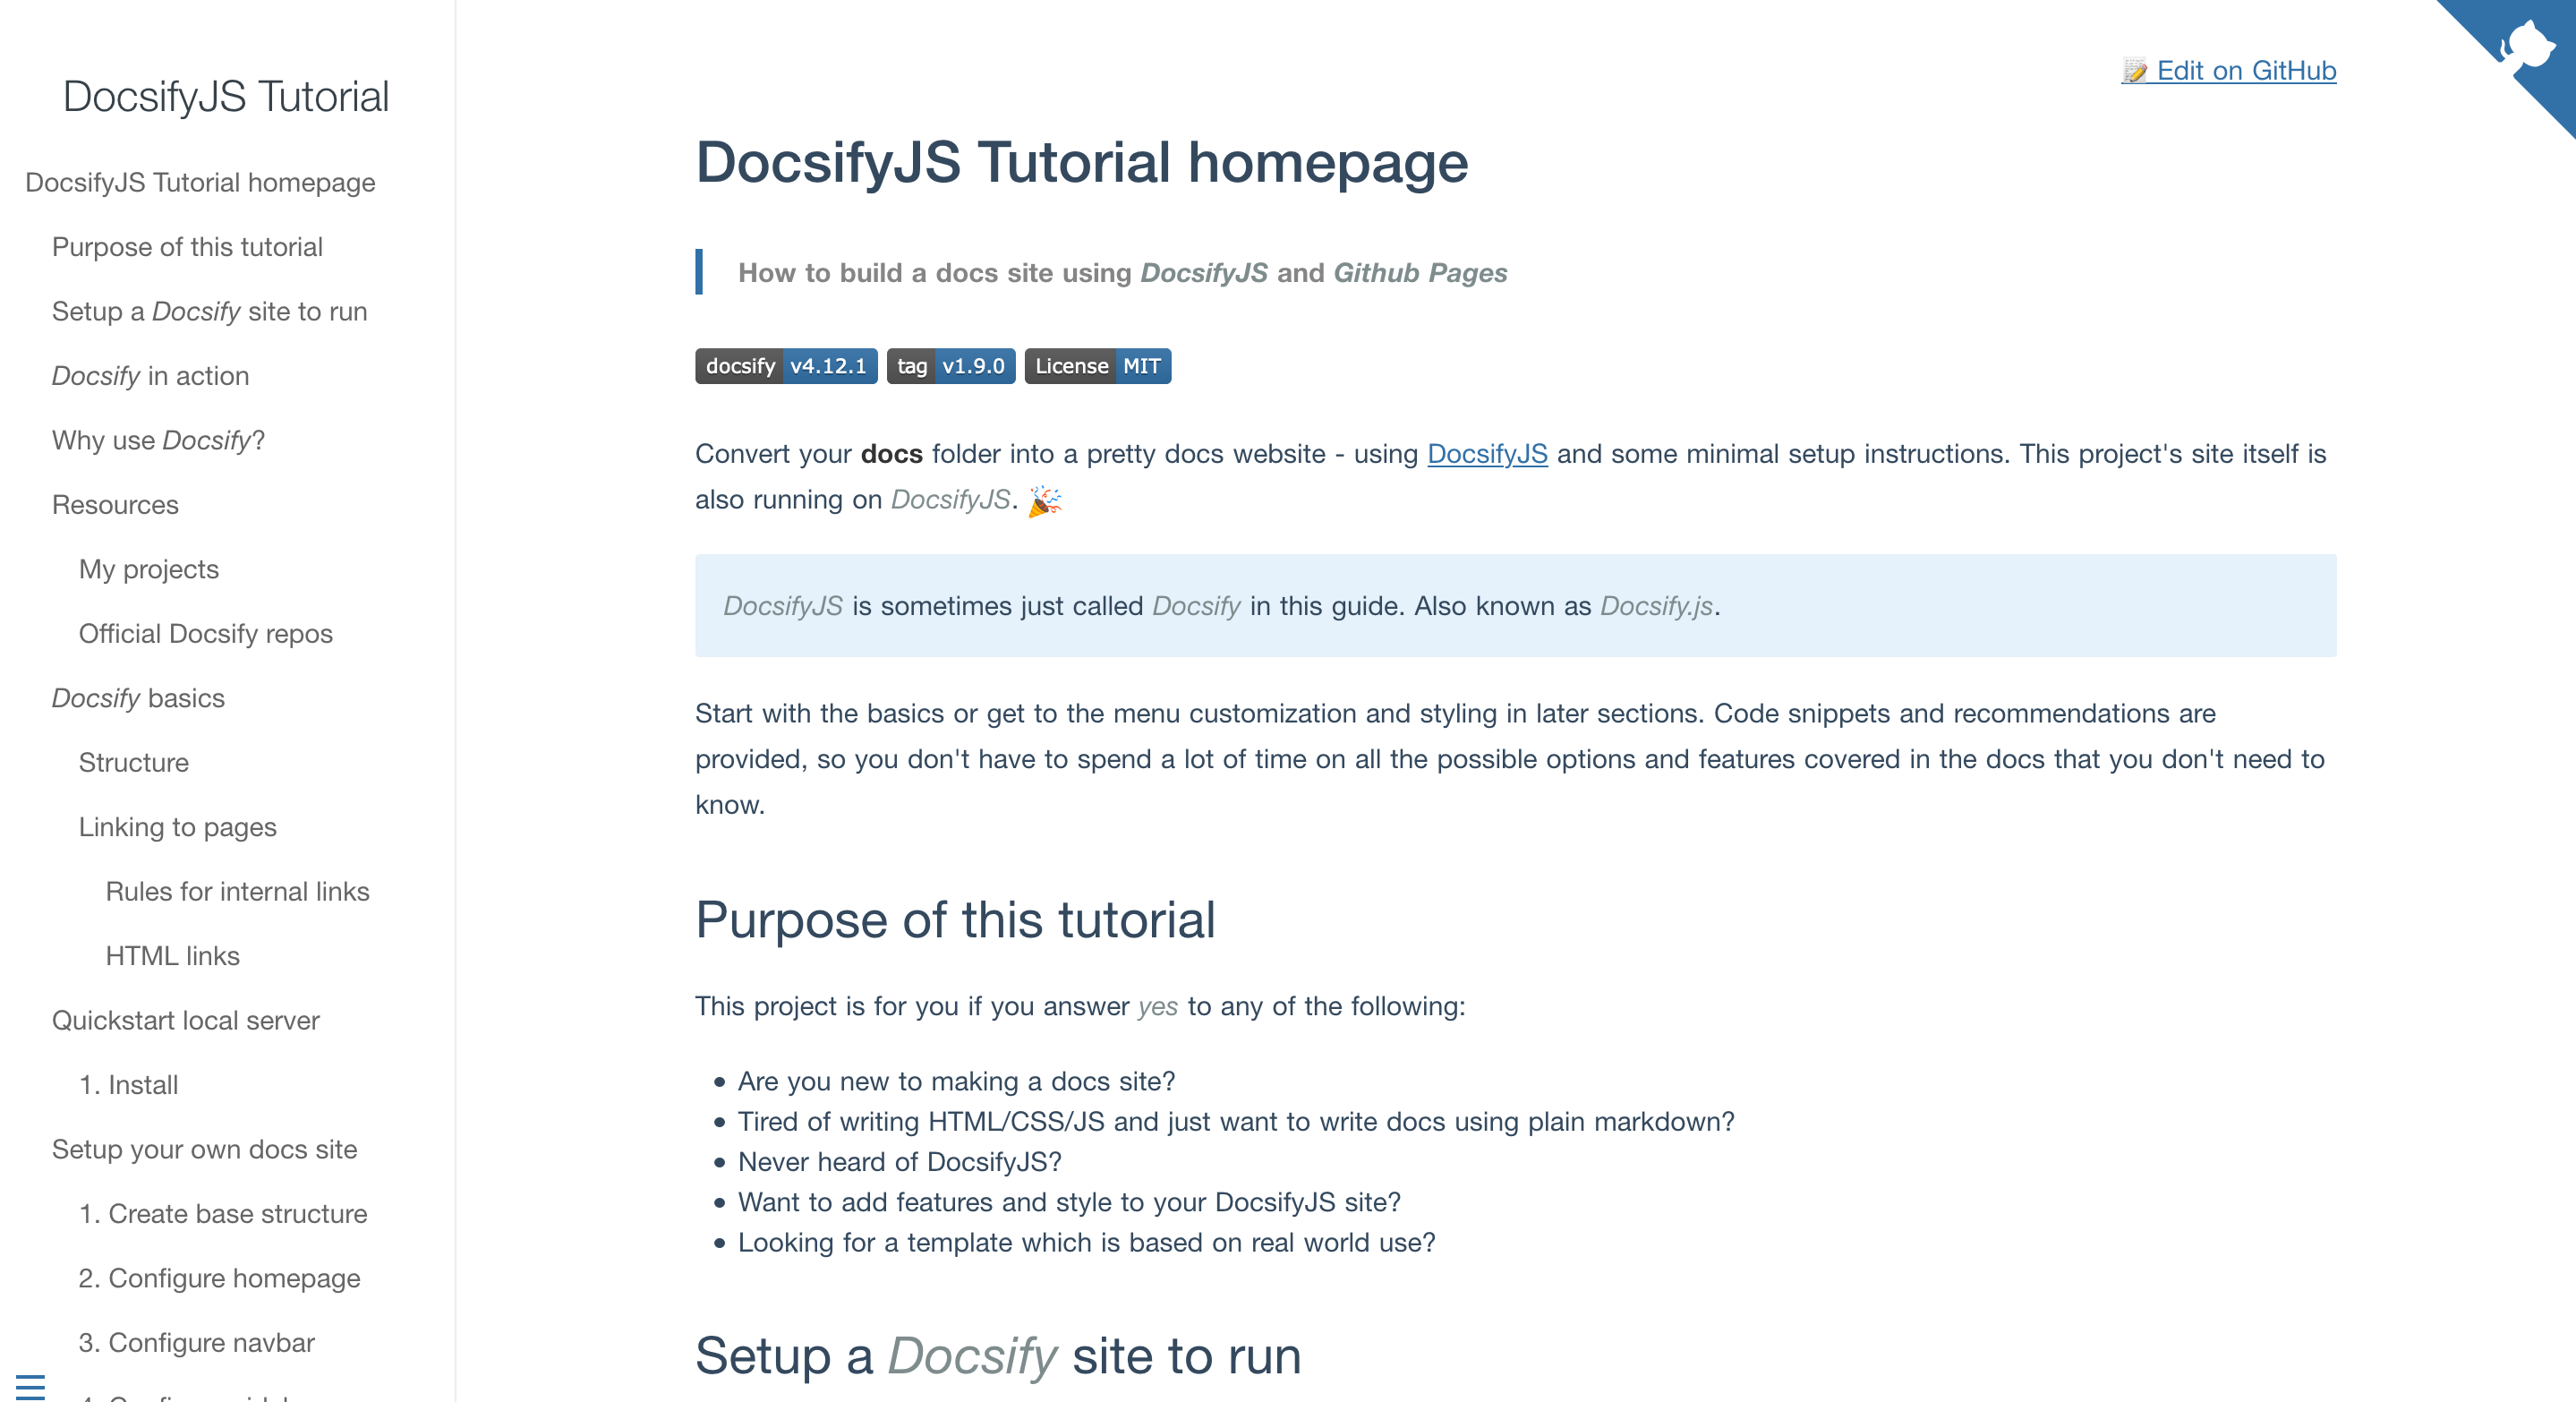 DocsifyJS Tutorial
DocsifyJS Tutorial homepage
Purpose of this tutorial
Setup a Docsify site to run
Docsify in action
Why use Docsify?
Resources
My projects
Official Docsify repos
Docsify basics
Structure
Linking to pages
Rules for internal links
HTML links
Quickstart local server
1. Install
Setup your own docs site
1. Create base structure
2. Configure homepage
3. Configure navbar
📝 Edit on GitHub
DocsifyJS Tutorial homepage
How to build a docs site using DocsifyJS and Github Pages
docsify v4.12.1 tag v1.9.0 License MIT
Convert your docs folder into a pretty docs website - using DocsifyJS and some minimal setup instructions. This project's site itself is
also running on DocsifyJS. 🎉
DocsifyJS is sometimes just called Docsify in this guide. Also known as Docsify.js.
Start with the basics or get to the menu customization and styling in later sections. Code snippets and recommendations are
provided, so you don't have to spend a lot of time on all the possible options and features covered in the docs that you don't need to
know.
Purpose of this tutorial
This project is for you if you answer yes to any of the following:
• Are you new to making a docs site?
• Tired of writing HTML/CSS/JS and just want to write docs using plain markdown?
• Never heard of DocsifyJS?
• Want to add features and style to your DocsifyJS site?
• Looking for a template which is based on real world use?
Setup a Docsify site to run